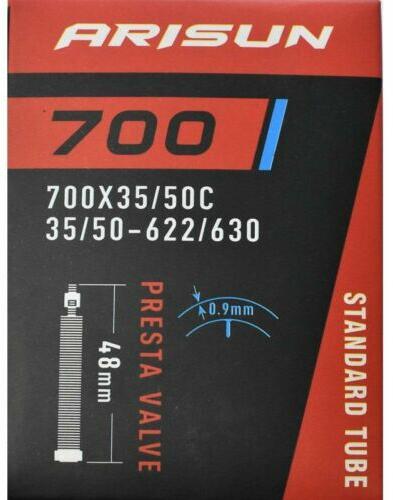 ARISUN
700
700X35/50C
35/50-622/630
PRESTA VALVE
48mm
0.9mm
STANDARD TUBE